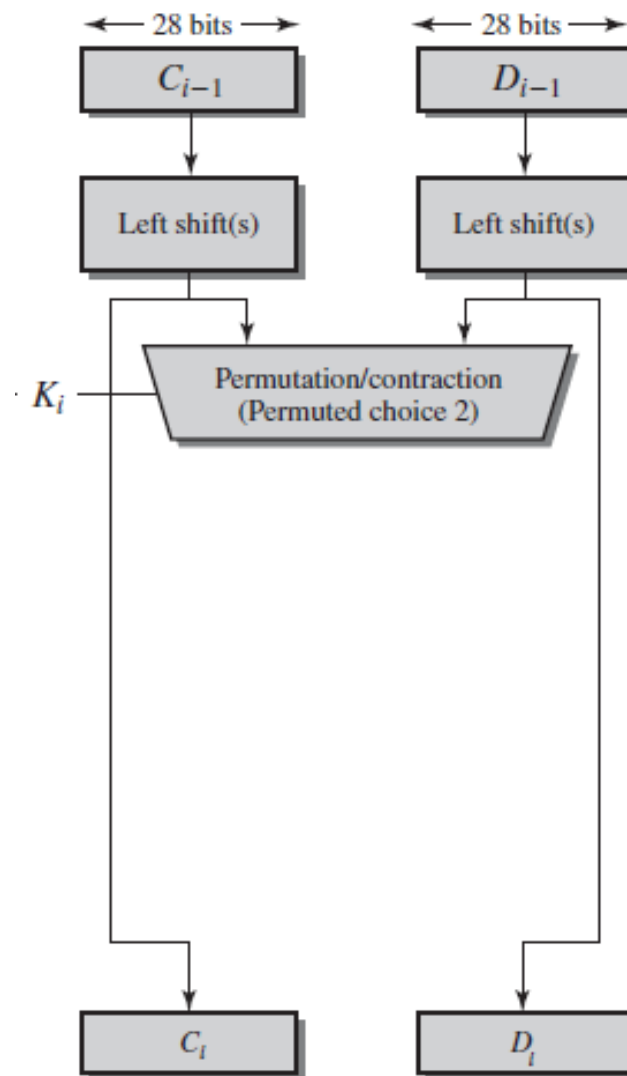 28 bits 28 bits
Cᵢ₋₁ Dᵢ₋₁
Left shift(s) Left shift(s)
Kᵢ
Permutation/contraction
(Permuted choice 2)
Cᵢ Dᵢ